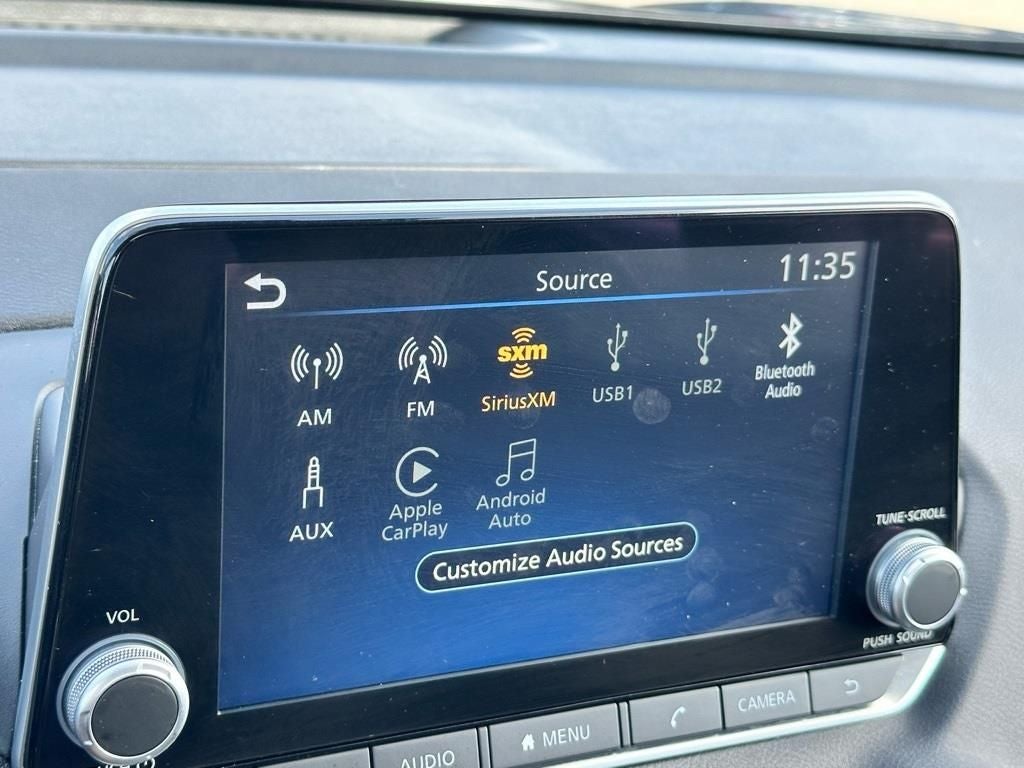 Source
11:35
sxm
AM
FM
SiriusXM
USB1
USB2
Bluetooth
Audio
AUX
Apple
CarPlay
Android
Auto
Customize Audio Sources
TUNE·SCROLL
VOL
PUSH SOUND
AUDIO
MENU
CAMERA